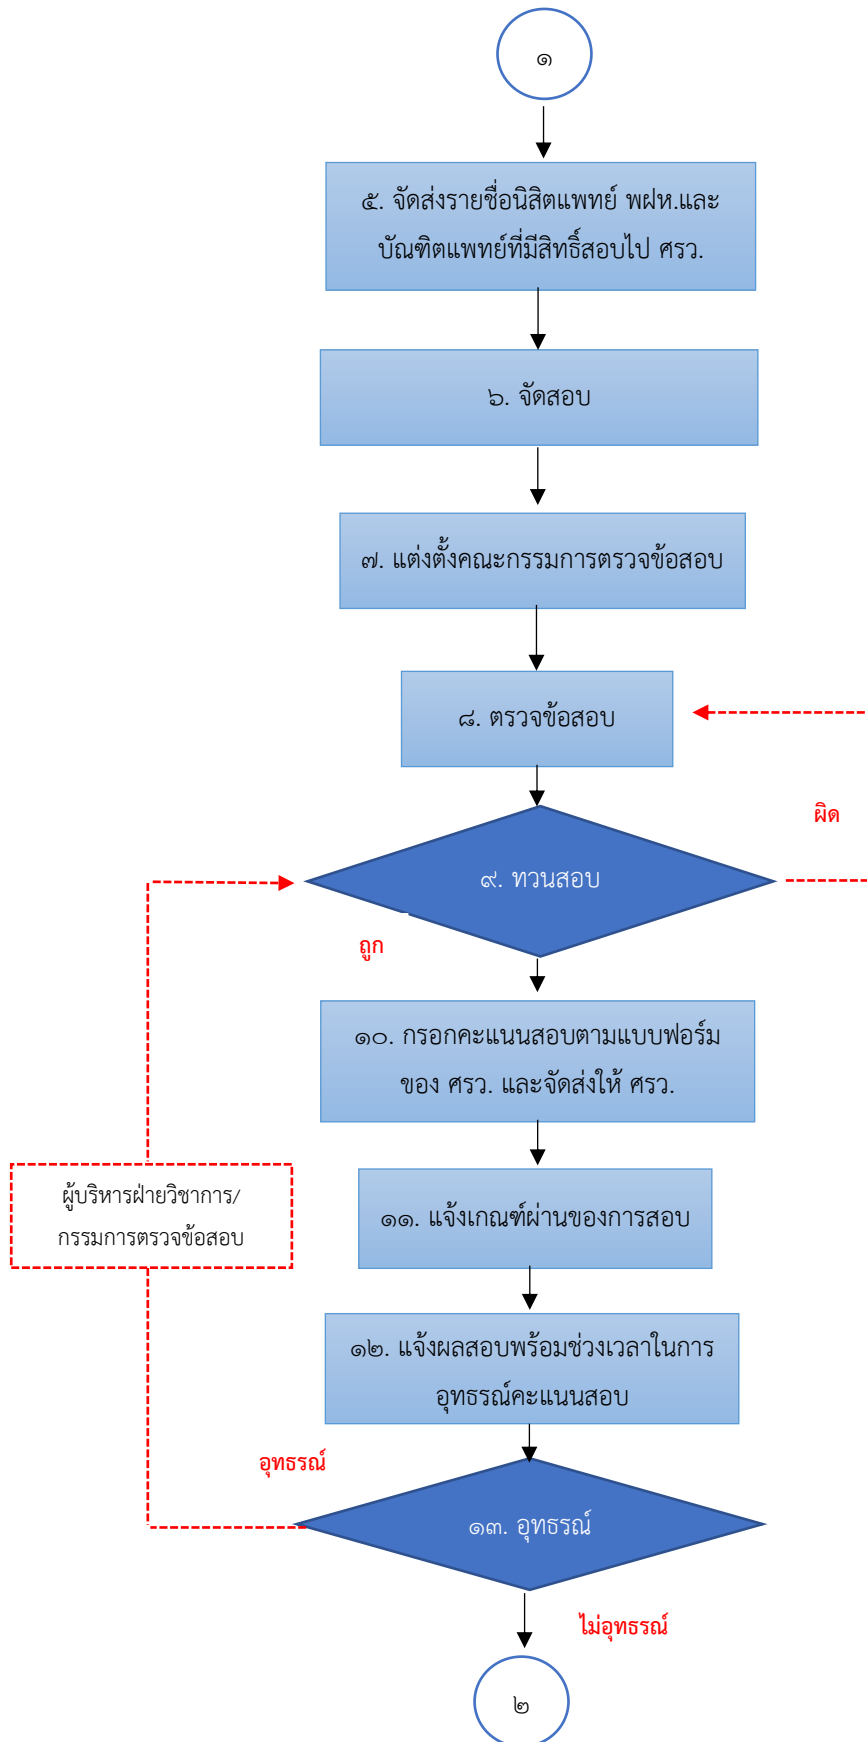 ๑
๕. จัดส่งรายชื่อนิสิตแพทย์ พฝห.และ
บัณฑิตแพทย์ที่มีสิทธิ์สอบไป ศรว.
๖. จัดสอบ
๗. แต่งตั้งคณะกรรมการตรวจข้อสอบ
๘. ตรวจข้อสอบ
ผิด
๙. ทวนสอบ
ถูก
๑๐. กรอกคะแนนสอบตามแบบฟอร์ม
ของ ศรว. และจัดส่งให้ ศรว.
ผู้บริหารฝ่ายวิชาการ/
กรรมการตรวจข้อสอบ
๑๑. แจ้งเกณฑ์ผ่านของการสอบ
๑๒. แจ้งผลสอบพร้อมช่วงเวลาในการ
อุทธรณ์คะแนนสอบ
อุทธรณ์
๑๓. อุทธรณ์
ไม่อุทธรณ์
๒